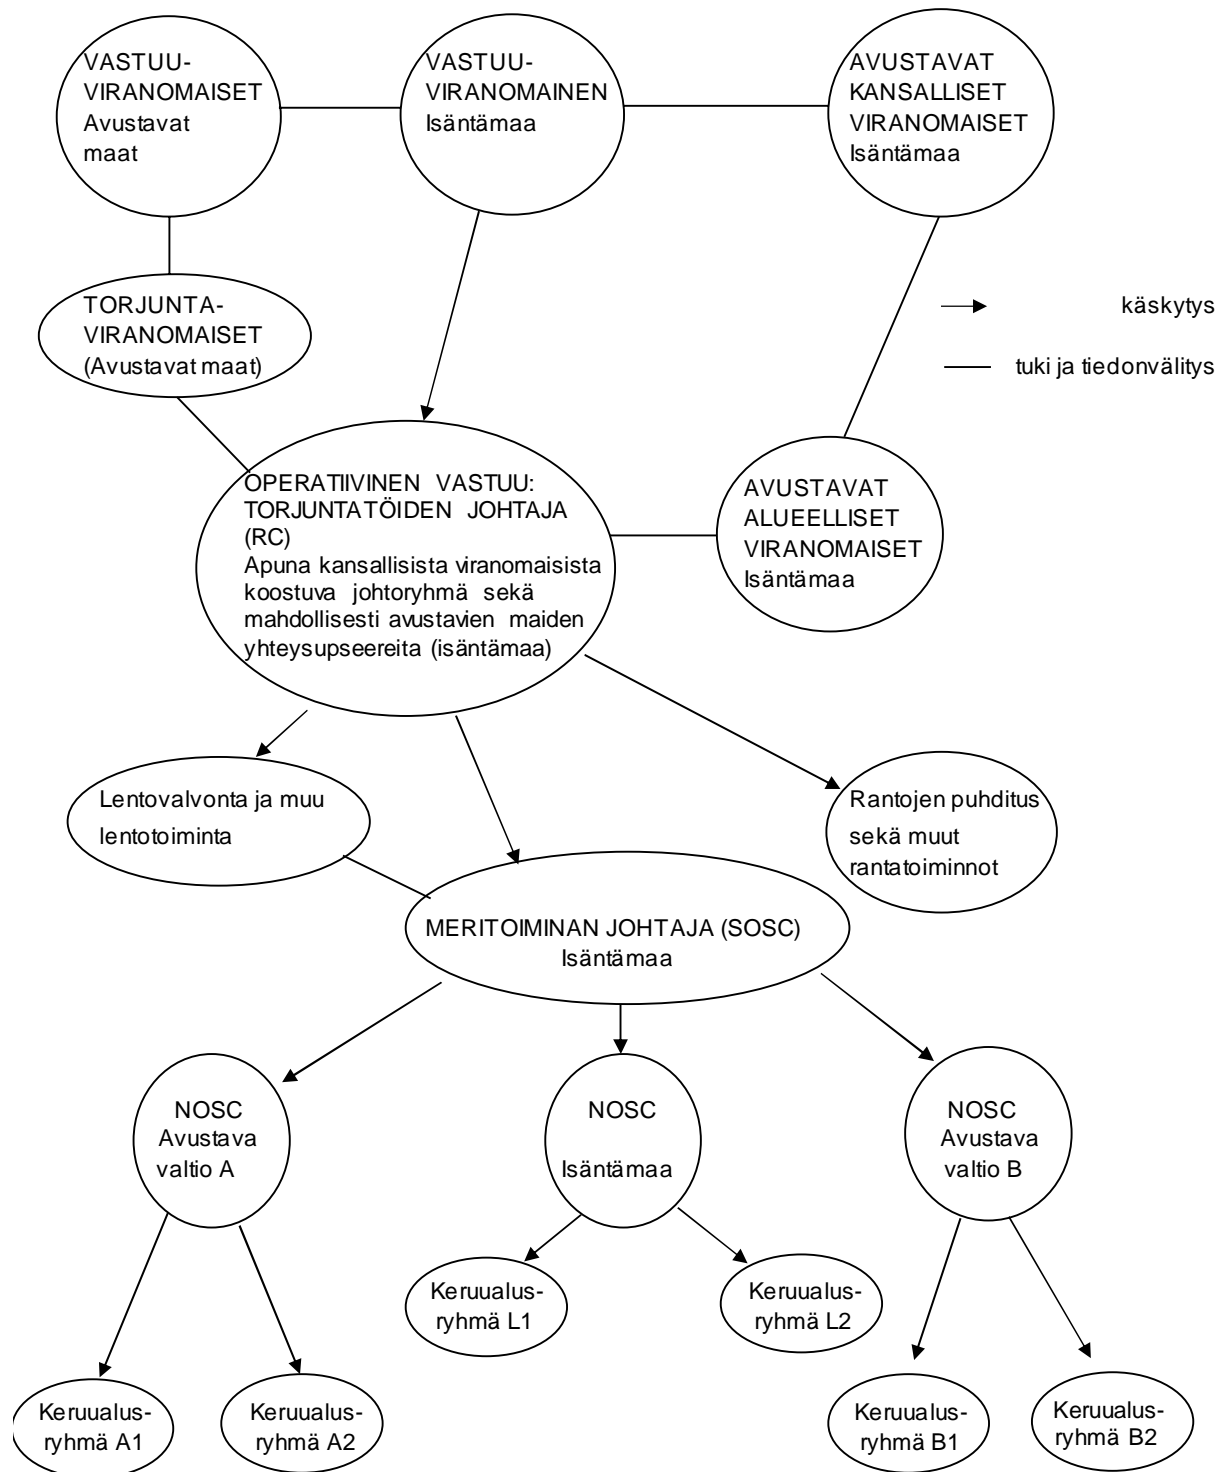 VASTUU-
VIRANOMAISET
Avustavat
maat
VASTUU-
VIRANOMAINEN
Isäntämaa
AVUSTAVAT
KANSALLISET
VIRANOMAISET
Isäntämaa
TORJUNTA-
VIRANOMAISET
(Avustavat maat)
käskytys
tuki ja tiedonvälitys
OPERATIIVINEN VASTUU:
TORJUNTATÖIDEN JOHTAJA
(RC)
Apuna kansallisista viranomaisista
koostuva johtoryhmä sekä
mahdollisesti avustavien maiden
yhteysupseereita (isäntämaa)
AVUSTAVAT
ALUEELLISET
VIRANOMAISET
Isäntämaa
Lentovalvonta ja muu
lentotoiminta
Rantojen puhditus
sekä muut
rantatoiminnot
MERITOIMINAN JOHTAJA (SOSC)
Isäntämaa
NOSC
Avustava
valtio A
NOSC
Isäntämaa
NOSC
Avustava
valtio B
Keruualus-
ryhmä L1
Keruualus-
ryhmä L2
Keruualus-
ryhmä A1
Keruualus-
ryhmä A2
Keruualus-
ryhmä B1
Keruualus-
ryhmä B2